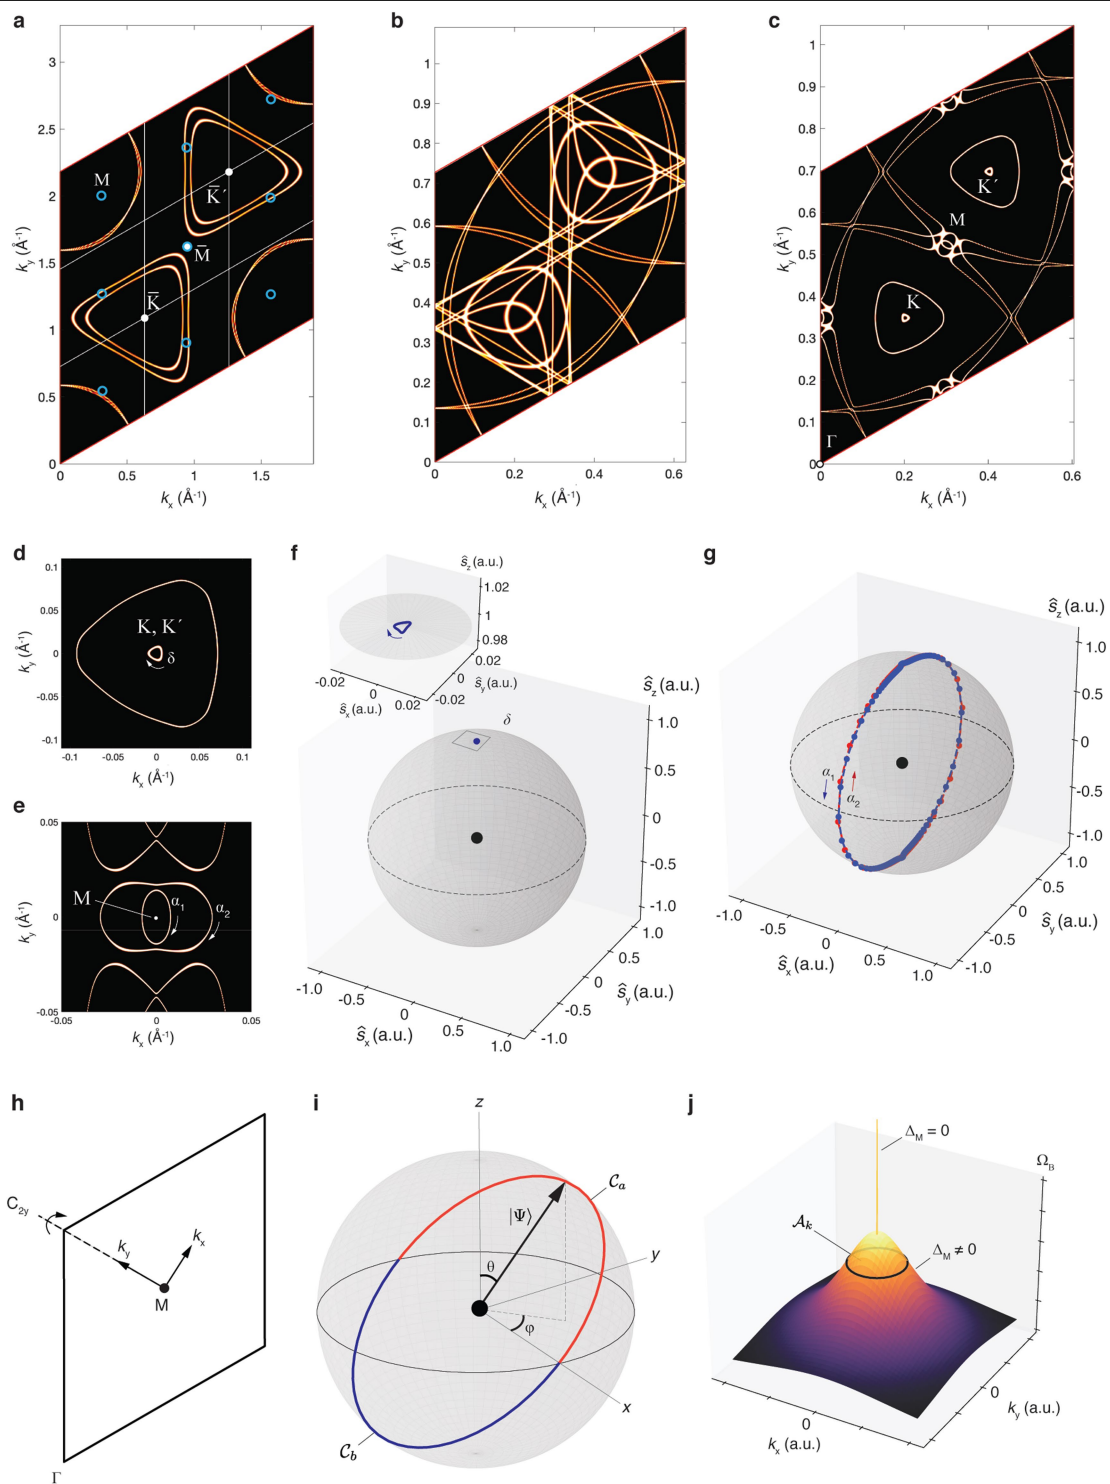 a
3
2.5
2
1.5
1
0.5
0
0
0.5
1
1.5
k_y (Å⁻¹)
k_x (Å⁻¹)
M
K̅´
M̅
K̅
b
1
0.9
0.8
0.7
0.6
0.5
0.4
0.3
0.2
0.1
0
0
0.2
0.4
0.6
k_y (Å⁻¹)
k_x (Å⁻¹)
c
1
0.9
0.8
0.7
0.6
0.5
0.4
0.3
0.2
0.1
0
0
0.2
0.4
0.6
k_y (Å⁻¹)
k_x (Å⁻¹)
K´
M
K
Γ
d
0.1
0.05
0
-0.05
-0.1
-0.1
-0.05
0
0.05
0.1
k_y (Å⁻¹)
k_x (Å⁻¹)
K, K´
δ
e
0.05
0
-0.05
-0.05
0
0.05
k_y (Å⁻¹)
k_x (Å⁻¹)
M
α₁
α₂
f
ŝ_z (a.u.)
1.02
1
0.98
0.02
0
-0.02
-0.02
0
0.02
ŝ_y (a.u.)
ŝ_x (a.u.)
δ
ŝ_z (a.u.)
1.0
0.5
0
-0.5
-1.0
1.0
0.5
0
-0.5
-1.0
ŝ_y (a.u.)
-1.0
-0.5
0
0.5
1.0
ŝ_x (a.u.)
g
ŝ_z (a.u.)
1.0
0.5
0
-0.5
-1.0
1.0
0.5
0
-0.5
-1.0
ŝ_y (a.u.)
-1.0
-0.5
0
0.5
1.0
ŝ_x (a.u.)
α₁
α₂
h
C₂y
k_y
k_x
M
Γ
i
z
𝒞_a
|Ψ⟩
y
θ
φ
x
𝒞_b
j
Δ_M = 0
Ω_B
𝒜_k
Δ_M ≠ 0
0
k_y (a.u.)
0
k_x (a.u.)